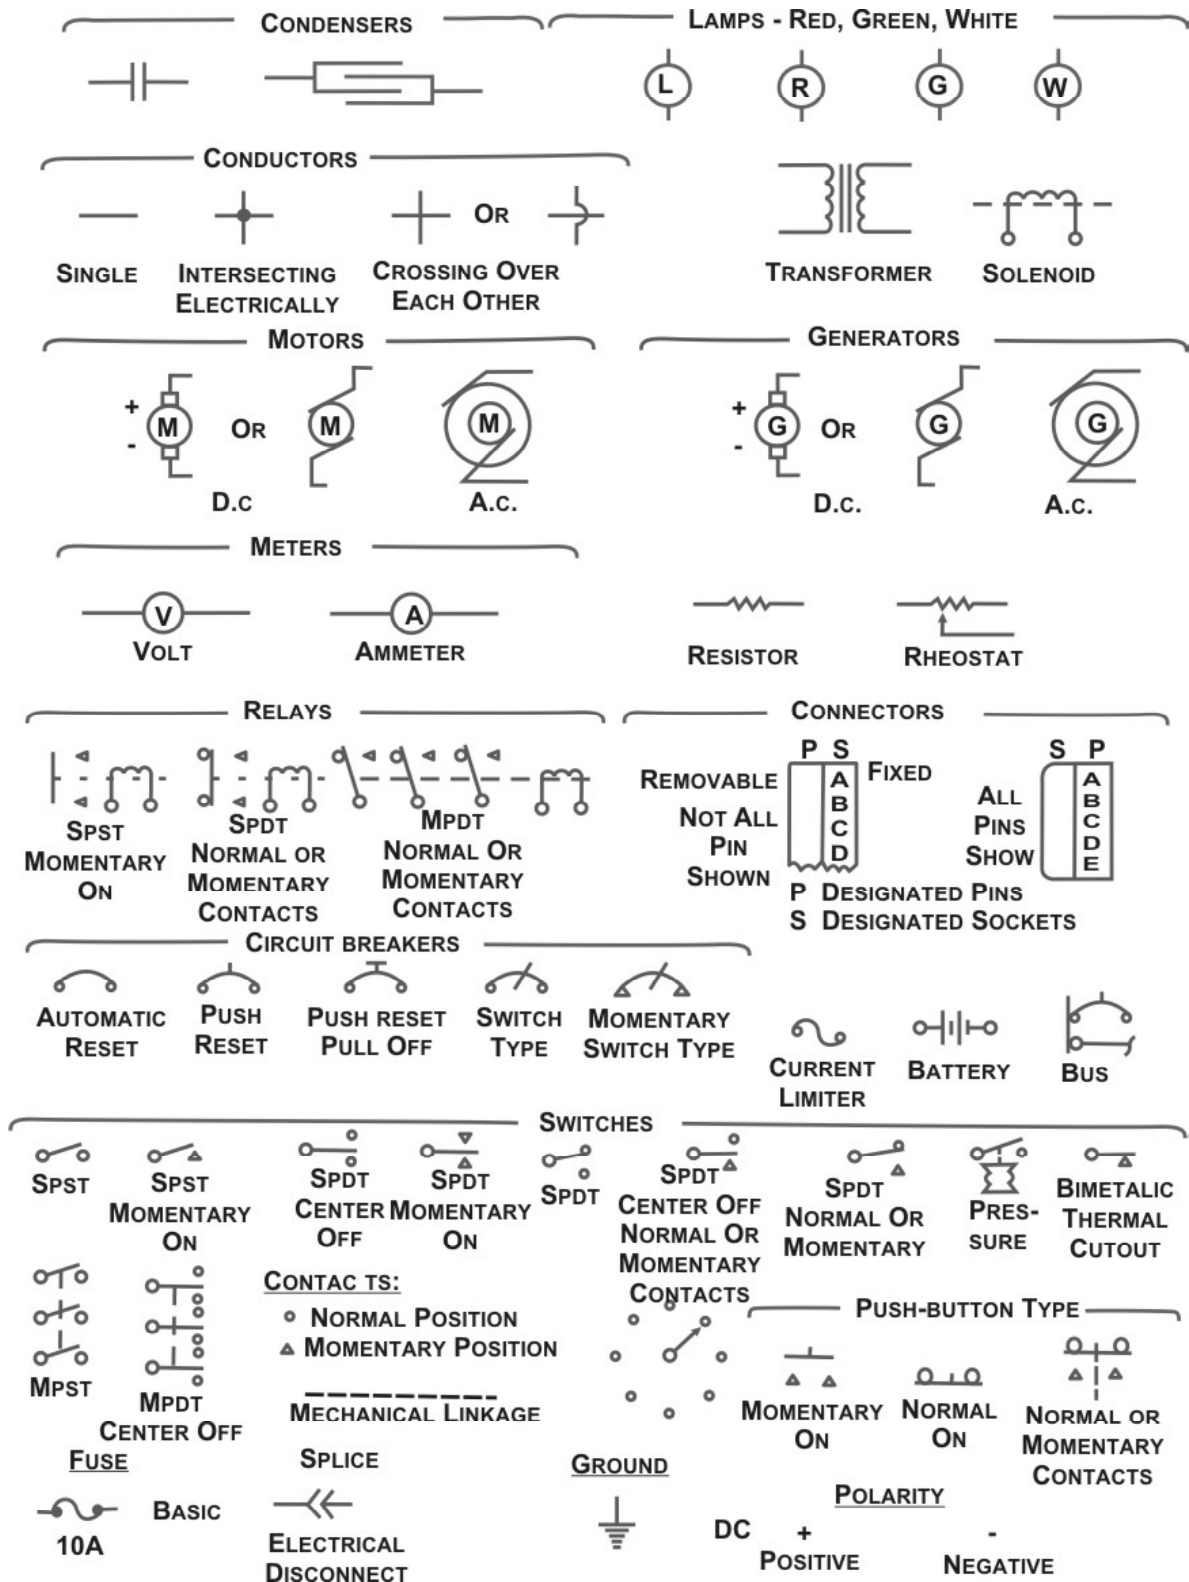 CONDENSERS
LAMPS - RED, GREEN, WHITE
L R G W
CONDUCTORS
OR
SINGLE
INTERSECTING
ELECTRICALLY
CROSSING OVER
EACH OTHER
TRANSFORMER
SOLENOID
MOTORS
+
-
M
OR
M
M
D.C
A.C.
GENERATORS
+
-
G
OR
G
G
D.C.
A.C.
METERS
V
VOLT
A
AMMETER
RESISTOR
RHEOSTAT
RELAYS
SPST
MOMENTARY
ON
SPDT
NORMAL OR
MOMENTARY
CONTACTS
MPDT
NORMAL OR
MOMENTARY
CONTACTS
CONNECTORS
P S
REMOVABLE
FIXED
NOT ALL
PIN
SHOWN
A
B
C
D
S P
ALL
PINS
SHOW
A
B
C
D
E
P DESIGNATED PINS
S DESIGNATED SOCKETS
CIRCUIT BREAKERS
AUTOMATIC
RESET
PUSH
RESET
PUSH RESET
PULL OFF
SWITCH
TYPE
MOMENTARY
SWITCH TYPE
CURRENT
LIMITER
BATTERY
BUS
SWITCHES
SPST
SPST
MOMENTARY
ON
SPDT
CENTER
OFF
SPDT
MOMENTARY
ON
SPDT
SPDT
CENTER OFF
NORMAL OR
MOMENTARY
CONTACTS
SPDT
NORMAL OR
MOMENTARY
PRES-
SURE
BIMETALIC
THERMAL
CUTOUT
MPST
MPDT
CENTER OFF
CONTAC TS:
NORMAL POSITION
MOMENTARY POSITION
MECHANICAL LINKAGE
PUSH-BUTTON TYPE
MOMENTARY
ON
NORMAL
ON
NORMAL OR
MOMENTARY
CONTACTS
FUSE
BASIC
10A
SPLICE
ELECTRICAL
DISCONNECT
GROUND
POLARITY
DC + -
POSITIVE
NEGATIVE